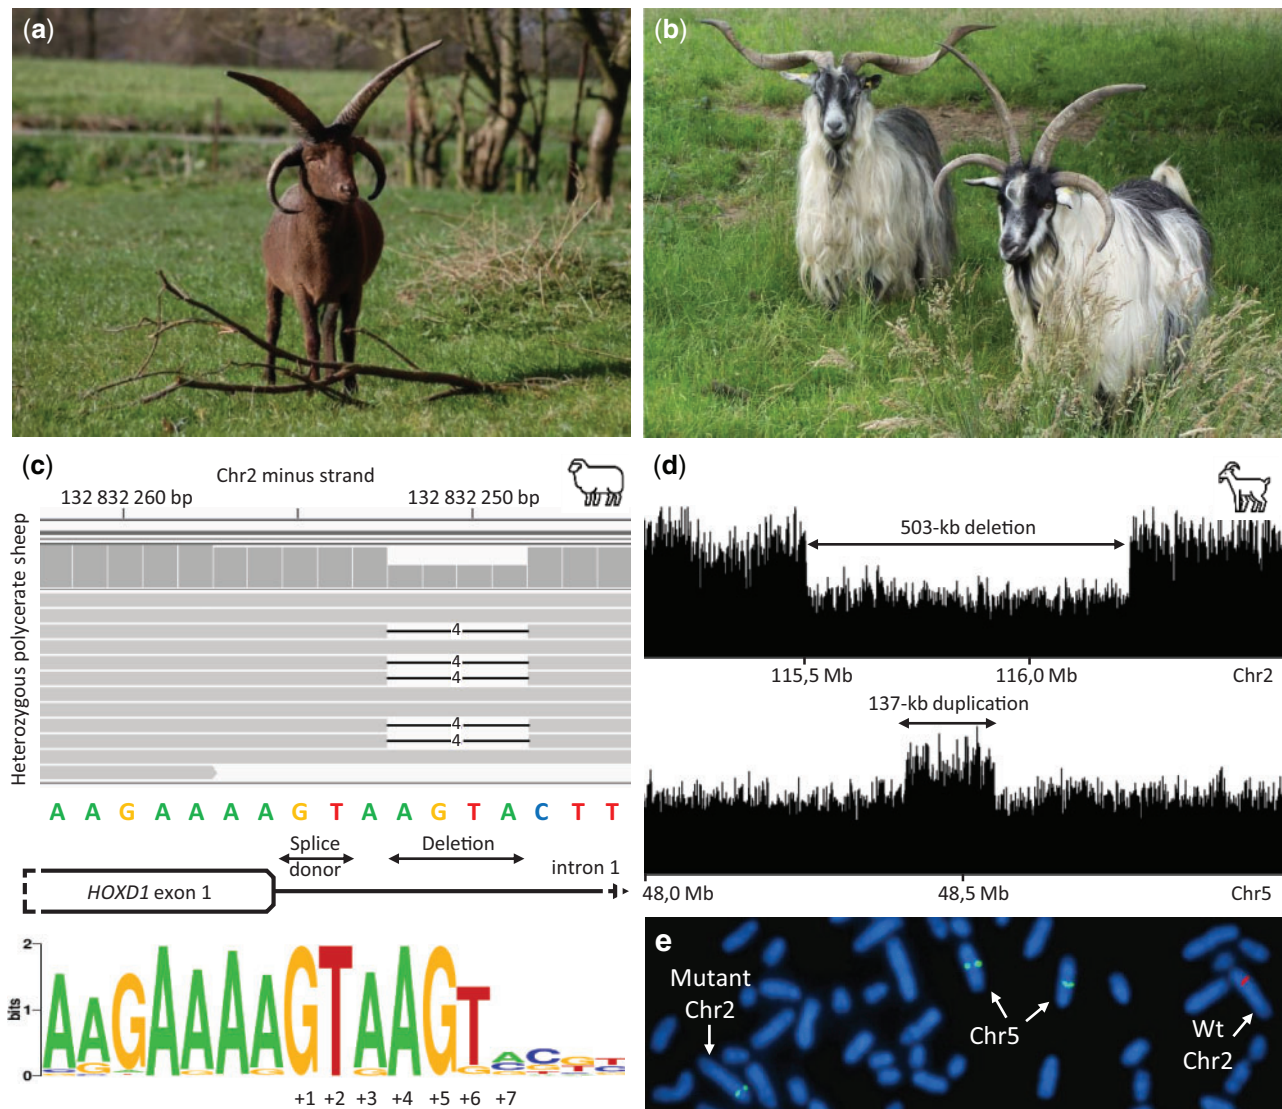 (a)
(b)
(c)
Chr2 minus strand
132 832 260 bp 132 832 250 bp
Heterozygous polycerate sheep
4
4
4
4
4
A A G A A A A G T A A G T A C T T
Splice
donor
Deletion
intron 1
HOXD1 exon 1
bits
2
1
0
AAGAAAAGTAAGTACGT
+1 +2 +3 +4 +5 +6 +7
(d)
503-kb deletion
115,5 Mb 116,0 Mb Chr2
137-kb duplication
48,0 Mb 48,5 Mb Chr5
e
Mutant
Chr2
Chr5
Wt
Chr2